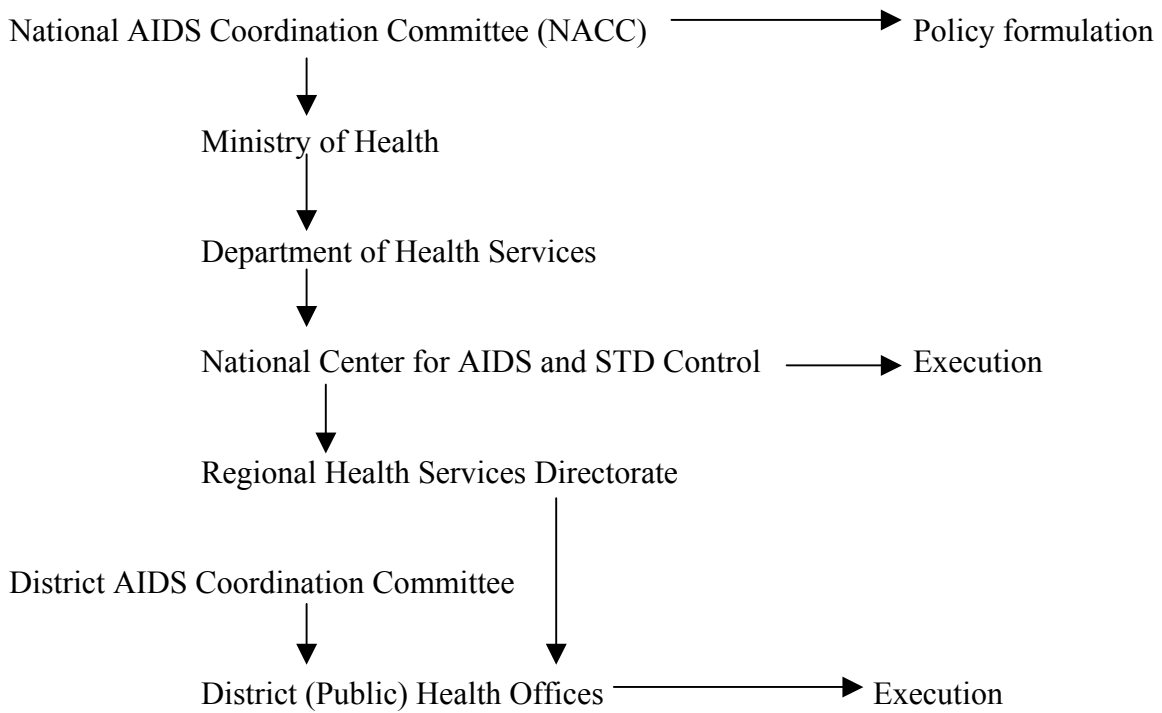 National AIDS Coordination Committee (NACC) Policy formulation
Ministry of Health
Department of Health Services
National Center for AIDS and STD Control Execution
Regional Health Services Directorate
District AIDS Coordination Committee
District (Public) Health Offices Execution